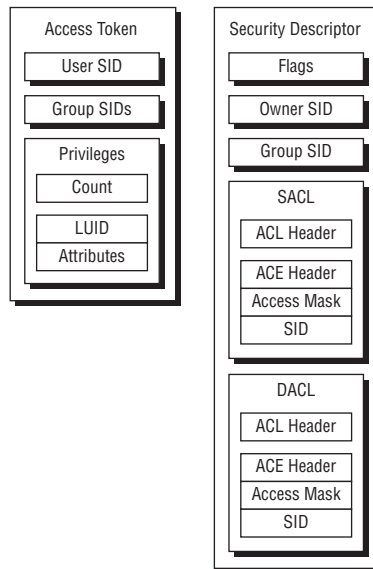 Access Token
User SID
Group SIDs
Privileges
Count
LUID
Attributes
Security Descriptor
Flags
Owner SID
Group SID
SACL
ACL Header
ACE Header
Access Mask
SID
DACL
ACL Header
ACE Header
Access Mask
SID